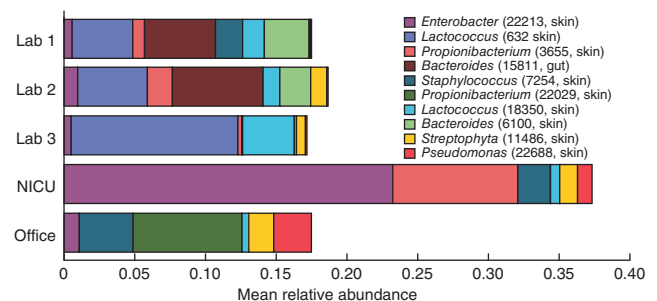 Lab 1
Lab 2
Lab 3
NICU
Office
Enterobacter (22213, skin)
Lactococcus (632 skin)
Propionibacterium (3655, skin)
Bacteroides (15811, gut)
Staphylococcus (7254, skin)
Propionibacterium (22029, skin)
Lactococcus (18350, skin)
Bacteroides (6100, skin)
Streptophyta (11486, skin)
Pseudomonas (22688, skin)
0 0.05 0.10 0.15 0.20 0.25 0.30 0.35 0.40
Mean relative abundance